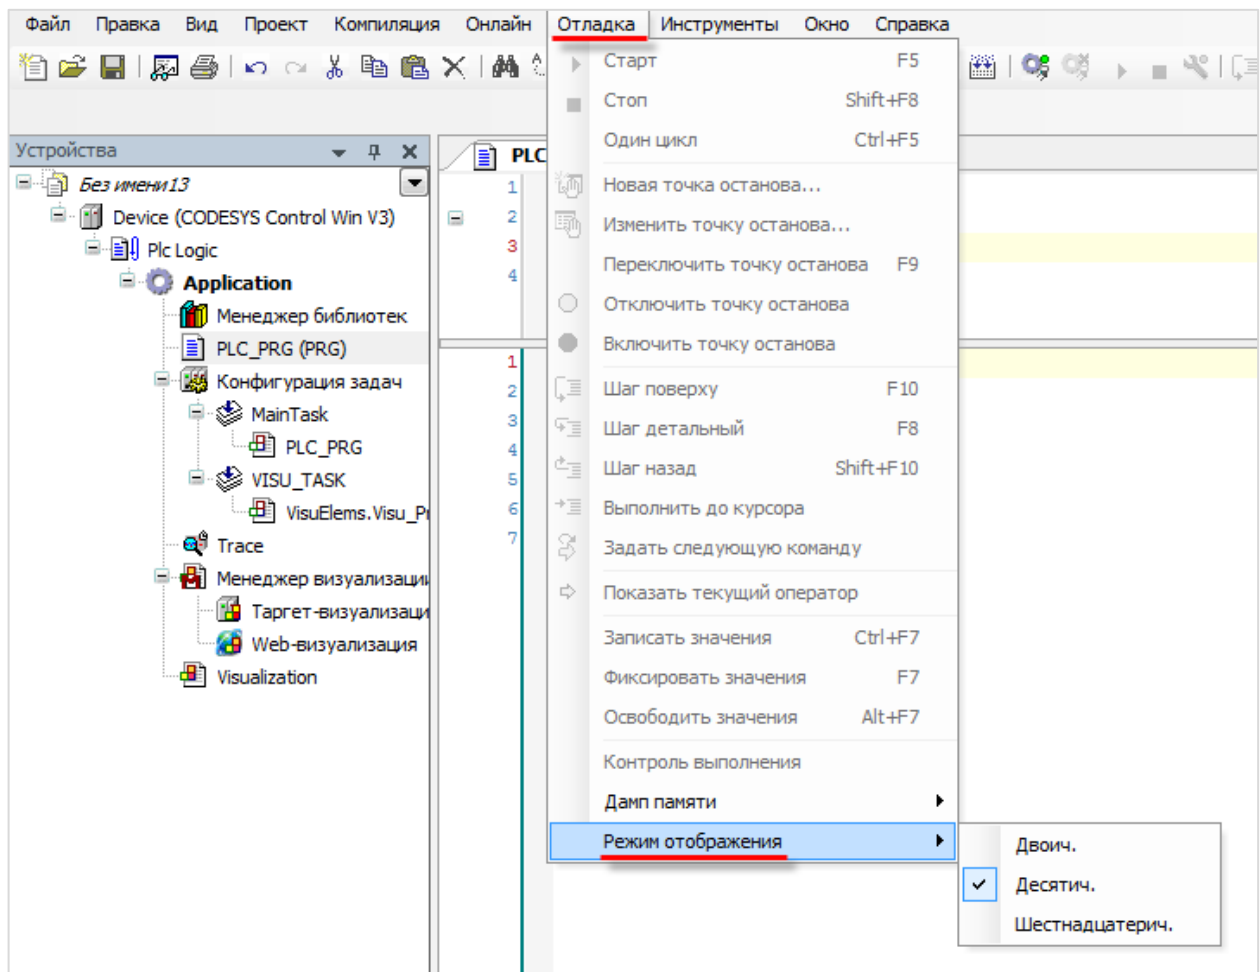 Файл Правка Вид Проект Компиляция Онлайн Отладка Инструменты Окно Справка
Устройства
Без имени13
Device (CODESYS Control Win V3)
Plc Logic
Application
Менеджер библиотек
PLC_PRG (PRG)
Конфигурация задач
MainTask
PLC_PRG
VISU_TASK
VisuElems.Visu_Pr
Trace
Менеджер визуализации
Таргет-визуализаци
Web-визуализация
Visualization
PLC
1
2
3
4
1
2
3
4
5
6
7
Старт F5
Стоп Shift+F8
Один цикл Ctrl+F5
Новая точка останова...
Изменить точку останова...
Переключить точку останова F9
Отключить точку останова
Включить точку останова
Шаг поверху F10
Шаг детальный F8
Шаг назад Shift+F10
Выполнить до курсора
Задать следующую команду
Показать текущий оператор
Записать значения Ctrl+F7
Фиксировать значения F7
Освободить значения Alt+F7
Контроль выполнения
Дамп памяти
Режим отображения
Двоич.
Десятич.
Шестнадцатерич.